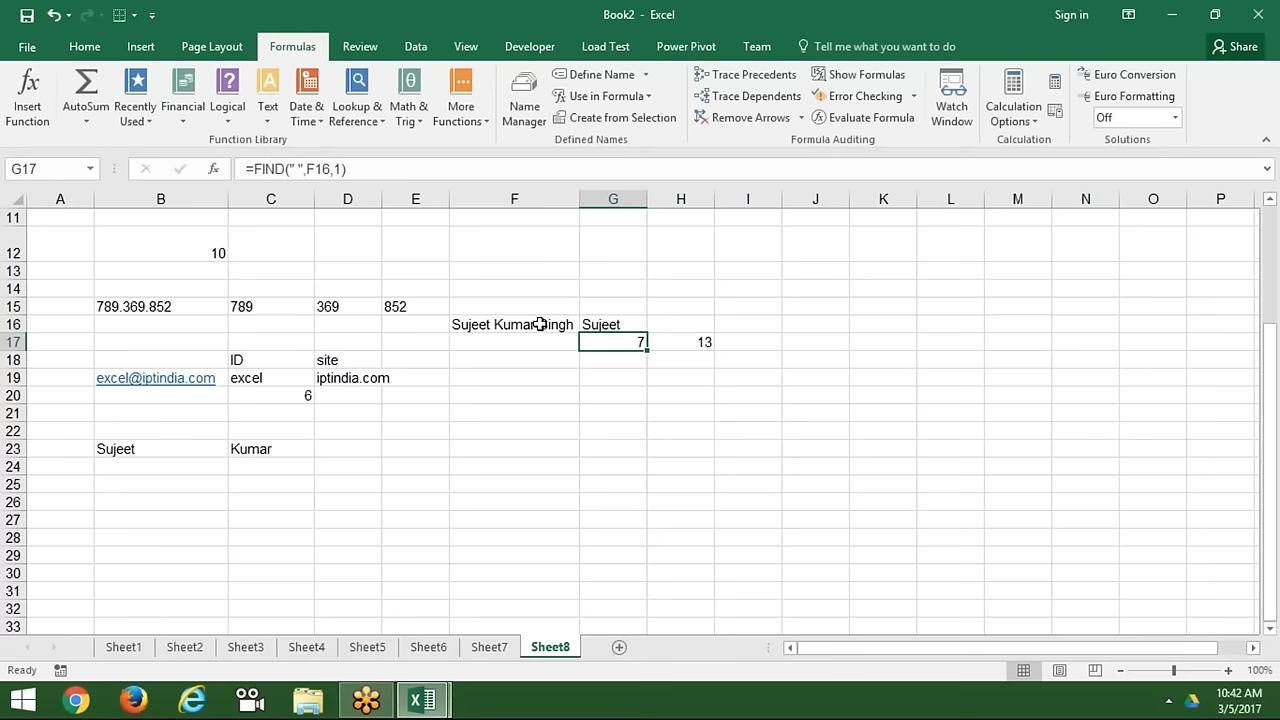 Book2 - Excel
Sign in
File Home Insert Page Layout Formulas Review Data View Developer Load Test Power Pivot Team Tell me what you want to do Share
Insert Function
AutoSum
Recently Used
Financial
Logical
Text
Date & Time
Lookup & Reference
Math & Trig
More Functions
Function Library
Name Manager
Define Name
Use in Formula
Create from Selection
Defined Names
Trace Precedents
Trace Dependents
Remove Arrows
Show Formulas
Error Checking
Evaluate Formula
Formula Auditing
Watch Window
Calculation Options
Calculation
Euro Conversion
Euro Formatting
Off
Solutions
G17 fx =FIND(" ",F16,1)
A B C D E F G H I J K L M N O P
11
12 10
13
14
15 789.369.852 789 369 852
16 Sujeet Kumar Singh Sujeet
17 7 13
18 ID site
19 excel@iptindia.com excel iptindia.com
20 6
21
22
23 Sujeet Kumar
24
25
26
27
28
29
30
31
32
33
Sheet1 Sheet2 Sheet3 Sheet4 Sheet5 Sheet6 Sheet7 Sheet8
Ready 100%
10:42 AM
3/5/2017